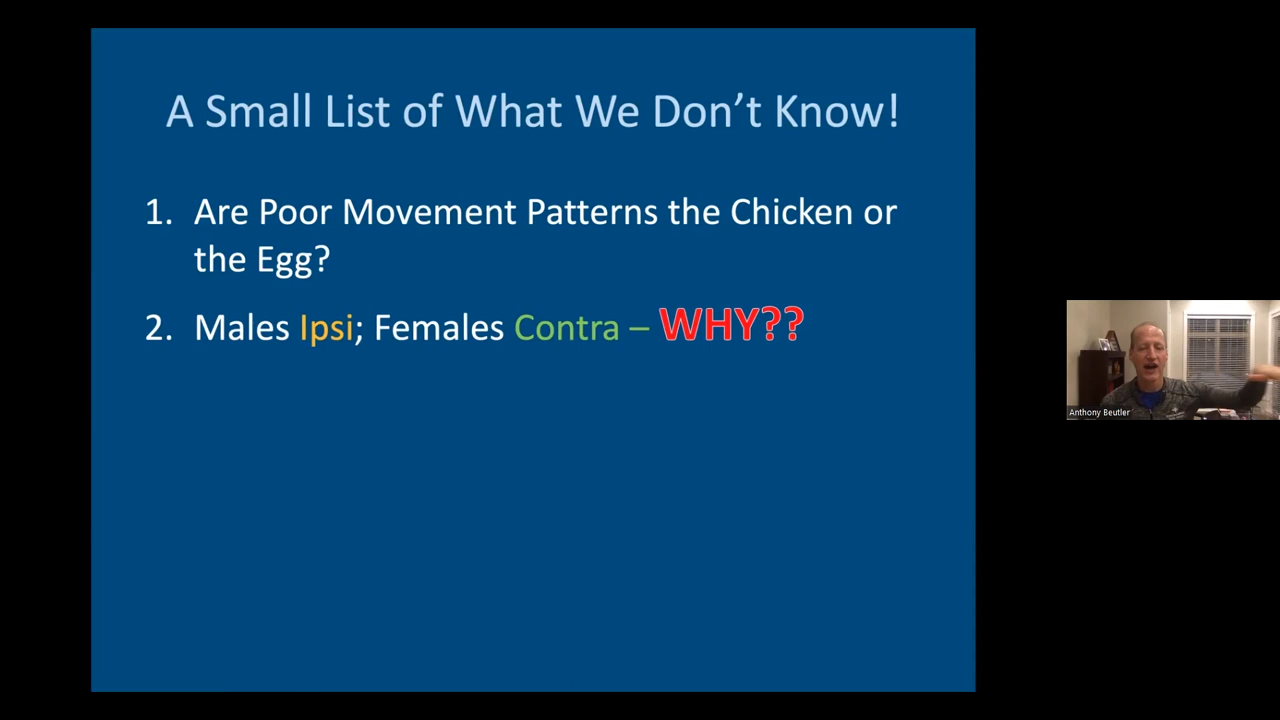 A Small List of What We Don't Know!
1. Are Poor Movement Patterns the Chicken or
the Egg?
2. Males Ipsi; Females Contra – WHY??
Anthony Beutler